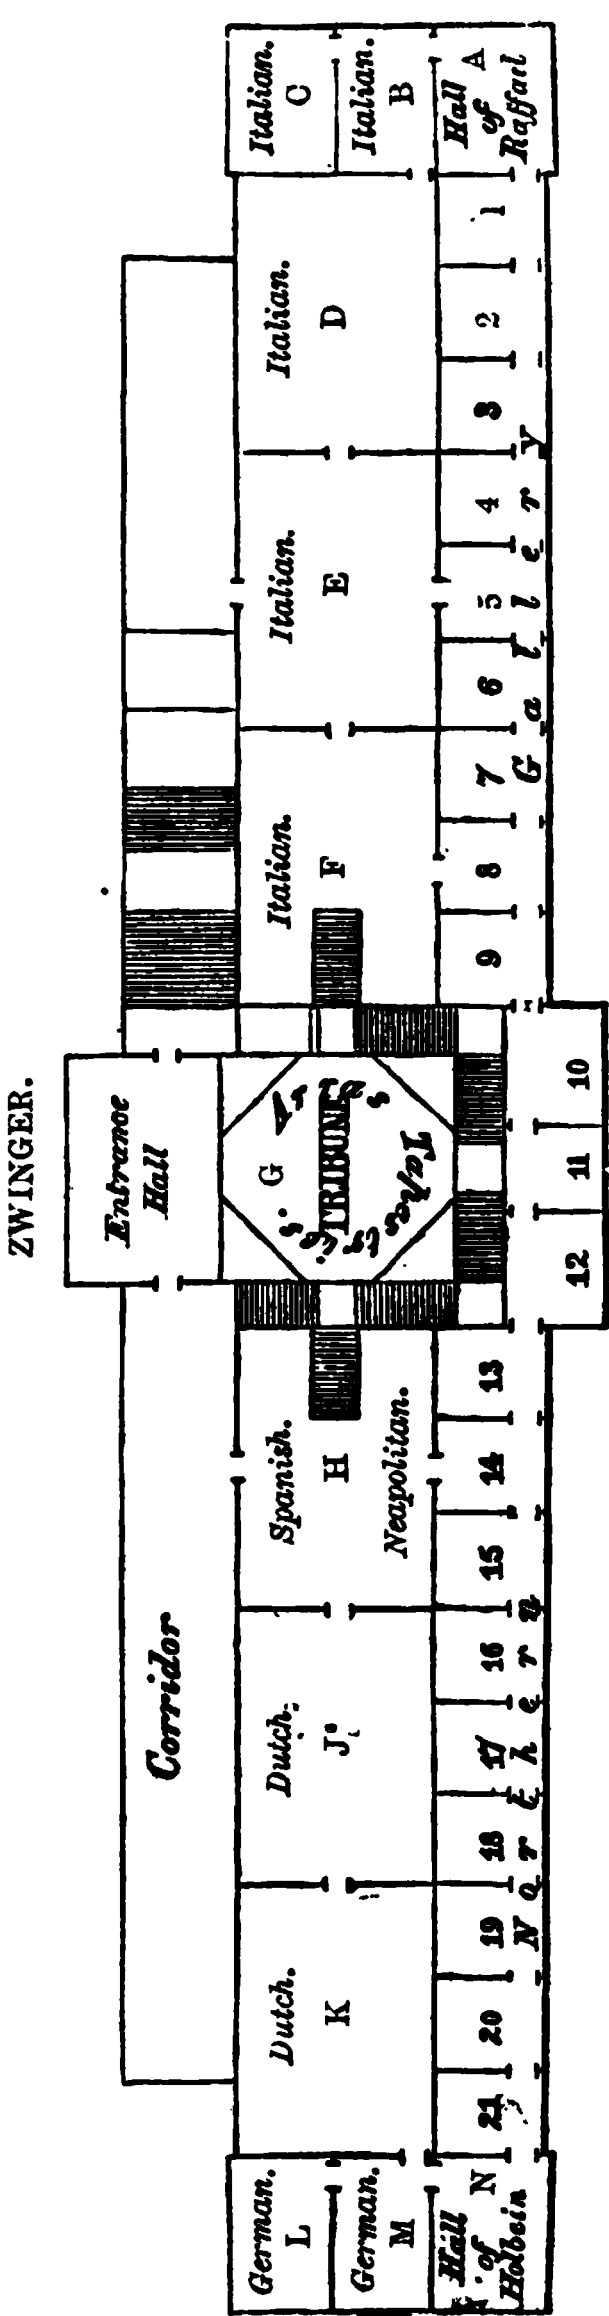 ZWINGER.
Entrance
Hall
Corridor
German.
L
German.
M
Hall
of
Holbein
N
Dutch.
K
Dutch.
J
Spanish.
H
Neapolitan.
G
TRIBUNE
Italian.
F
Italian.
E
Italian.
D
Italian.
C
Italian.
B
A
Hall
of
Raffael
21 20 19 18 17 16 15 14 13 12 11 10 9 8 7 6 5 4 3 2 1
Northern Gallery